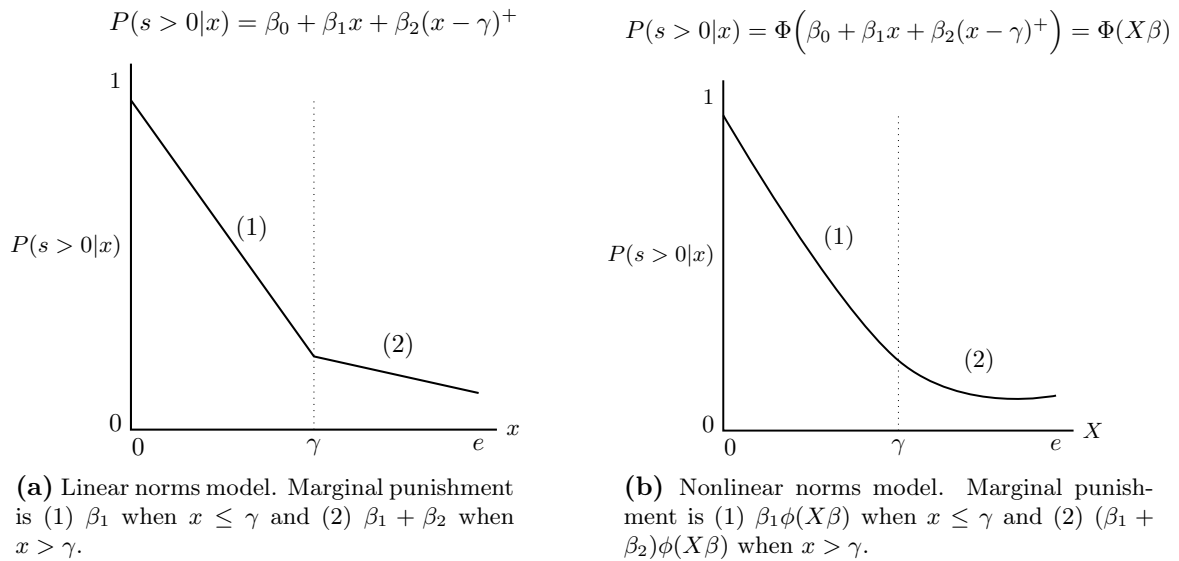 P(s > 0|x) = β₀ + β₁x + β₂(x − γ)⁺
1
(1)
P(s > 0|x)
(2)
0
0
γ
e
x
(a) Linear norms model. Marginal punishment
is (1) β₁ when x ≤ γ and (2) β₁ + β₂ when
x > γ.
P(s > 0|x) = Φ(β₀ + β₁x + β₂(x − γ)⁺) = Φ(Xβ)
1
(1)
P(s > 0|x)
(2)
0
0
γ
e
X
(b) Nonlinear norms model. Marginal punish-
ment is (1) β₁ϕ(Xβ) when x ≤ γ and (2) (β₁ +
β₂)ϕ(Xβ) when x > γ.